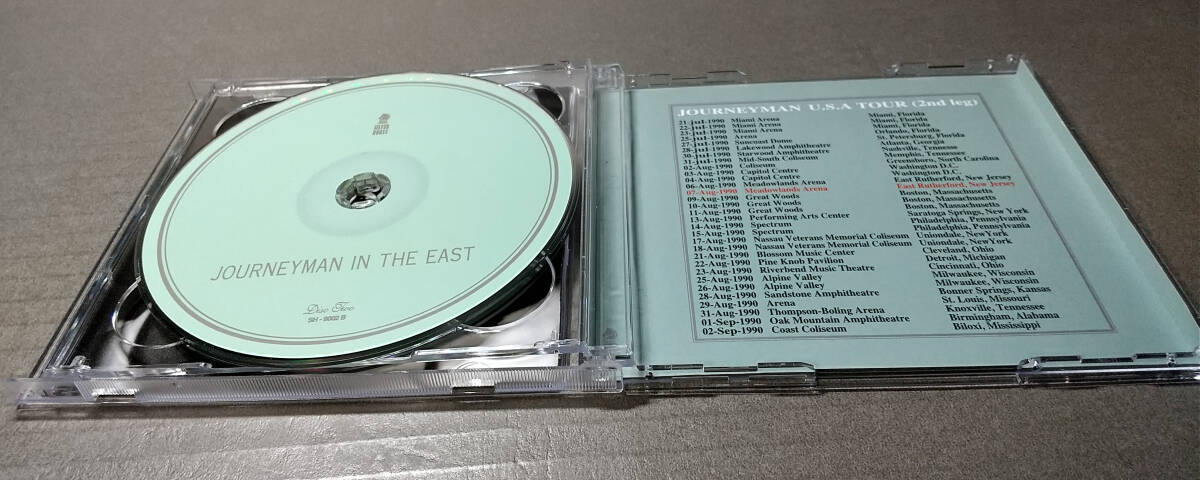 SILVER
HORSE
JOURNEYMAN IN THE EAST
Disc Two
SH - 9002 B
JOURNEYMAN U.S.A TOUR (2nd leg)
21-jul-1990 Miami Arena Miami, Florida
22-jul-1990 Miami Arena Miami, Florida
23-jul-1990 Miami Arena Miami, Florida
25-jul-1990 Arena Orlando, Florida
27-jul-1990 Suncoast Dome St. Petersburg, Florida
28-jul-1990 Lakewood Amphitheatre Atlanta, Georgia
30-jul-1990 Starwood Amphitheatre Nashville, Tennesse
31-jul-1990 Mid-South Coliseum Memphis, Tennessee
02-Aug-1990 Coliseum Greensboro, North Carolina
03-Aug-1990 Capitol Centre Washington D.C.
04-Aug-1990 Capitol Centre Washington D.C.
06-Aug-1990 Meadowlands Arena East Rutherford, New Jersey
07-Aug-1990 Meadowlands Arena East Rutherford, New Jersey
09-Aug-1990 Great Woods Boston, Massachusetts
10-Aug-1990 Great Woods Boston, Massachusetts
11-Aug-1990 Great Woods Boston, Massachusetts
13-Aug-1990 Performing Arts Center Saratoga Springs, New York
14-Aug-1990 Spectrum Philadelphia, Pennsylvania
15-Aug-1990 Spectrum Philadelphia, Pennsylvania
17-Aug-1990 Nassau Veterans Memorial Coliseum Uniondale, NewYork
18-Aug-1990 Nassau Veterans Memorial Coliseum Uniondale, NewYork
21-Aug-1990 Blossom Music Center Cleveland, Ohio
22-Aug-1990 Pine Knob Pavilion Detroit, Michigan
23-Aug-1990 Riverbend Music Theatre Cincinnati, Ohio
25-Aug-1990 Alpine Valley Milwaukee, Wisconsin
26-Aug-1990 Alpine Valley Milwaukee, Wisconsin
28-Aug-1990 Sandstone Amphitheatre Bonner Springs, Kansas
29-Aug-1990 Arena St. Louis, Missouri
31-Aug-1990 Thompson-Boling Arena Knoxville, Tennessee
01-Sep-1990 Oak Mountain Amphitheatre Birmingham, Alabama
02-Sep-1990 Coast Coliseum Biloxi, Mississippi